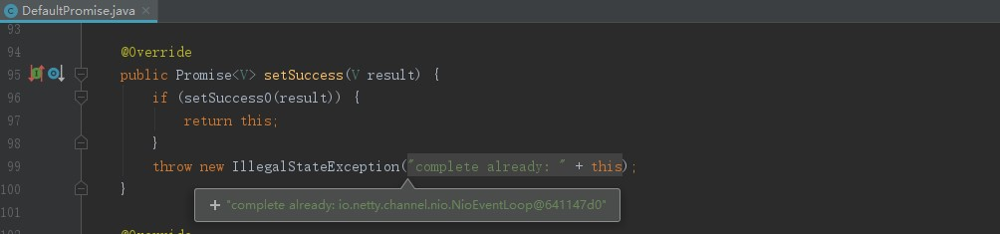 DefaultPromise.java
93
94 @Override
95 public Promise<V> setSuccess(V result) {
96 if (setSuccess0(result)) {
97 return this;
98 }
99 throw new IllegalStateException("complete already: " + this);
100 }
+ "complete already: io.netty.channel.nio.NioEventLoop@641147d0"
101
102 @Override